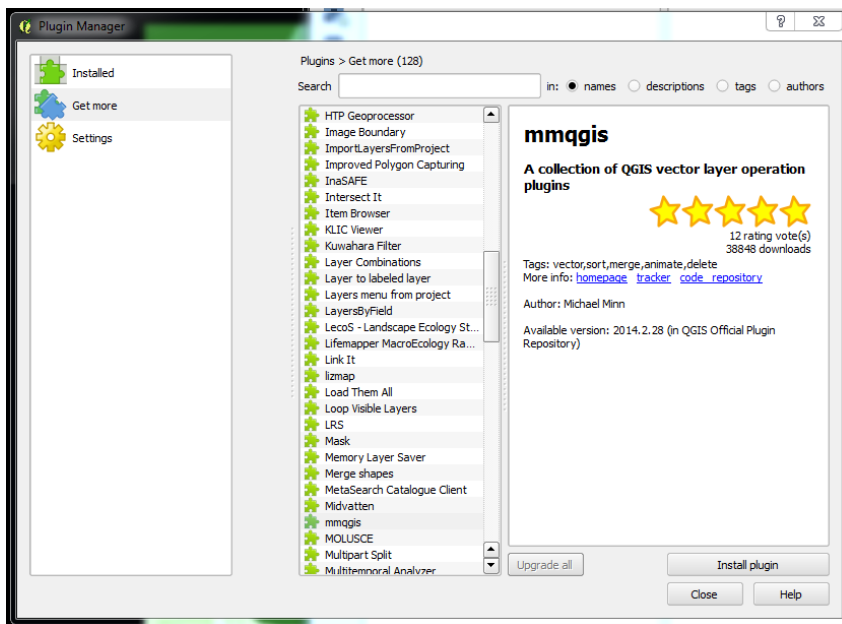 Plugin Manager
Installed
Get more
Settings
Plugins > Get more (128)
Search in: names descriptions tags authors
HTP Geoprocessor
Image Boundary
ImportLayersFromProject
Improved Polygon Capturing
InaSAFE
Intersect It
Item Browser
KLIC Viewer
Kuwahara Filter
Layer Combinations
Layer to labeled layer
Layers menu from project
LayersByField
LecoS - Landscape Ecology St...
Lifemapper MacroEcology Ra...
Link It
lizmap
Load Them All
Loop Visible Layers
LRS
Mask
Memory Layer Saver
Merge shapes
MetaSearch Catalogue Client
Midvatten
mmqgis
MOLUSCE
Multipart Split
Multitemporal Analyzer
mmqgis
A collection of QGIS vector layer operation
plugins
12 rating vote(s)
38848 downloads
Tags: vector,sort,merge,animate,delete
More info: homepage tracker code_repository
Author: Michael Minn
Available version: 2014.2.28 (in QGIS Official Plugin
Repository)
Upgrade all
Install plugin
Close
Help